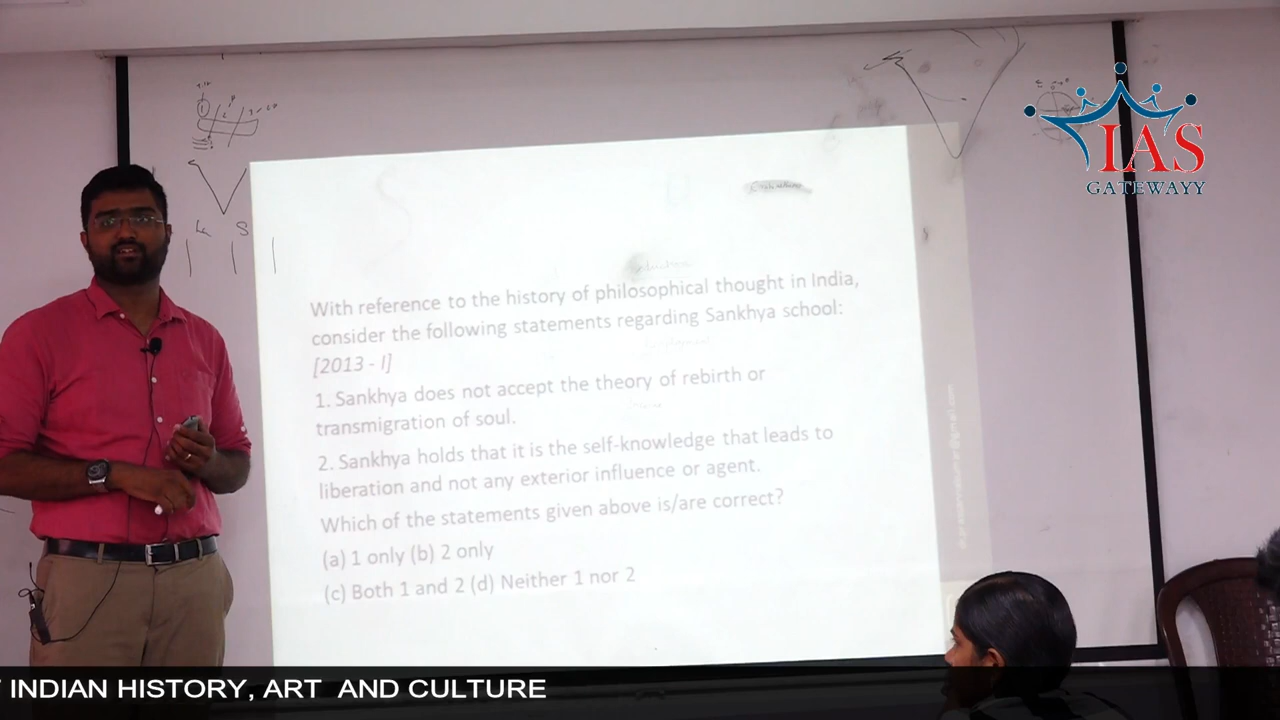 IAS
GATEWAYY
With reference to the history of philosophical thought in India,
consider the following statements regarding Sankhya school:
[2013 - I]
1. Sankhya does not accept the theory of rebirth or
transmigration of soul.
2. Sankhya holds that it is the self-knowledge that leads to
liberation and not any exterior influence or agent.
Which of the statements given above is/are correct?
(a) 1 only (b) 2 only
(c) Both 1 and 2 (d) Neither 1 nor 2
INDIAN HISTORY, ART AND CULTURE